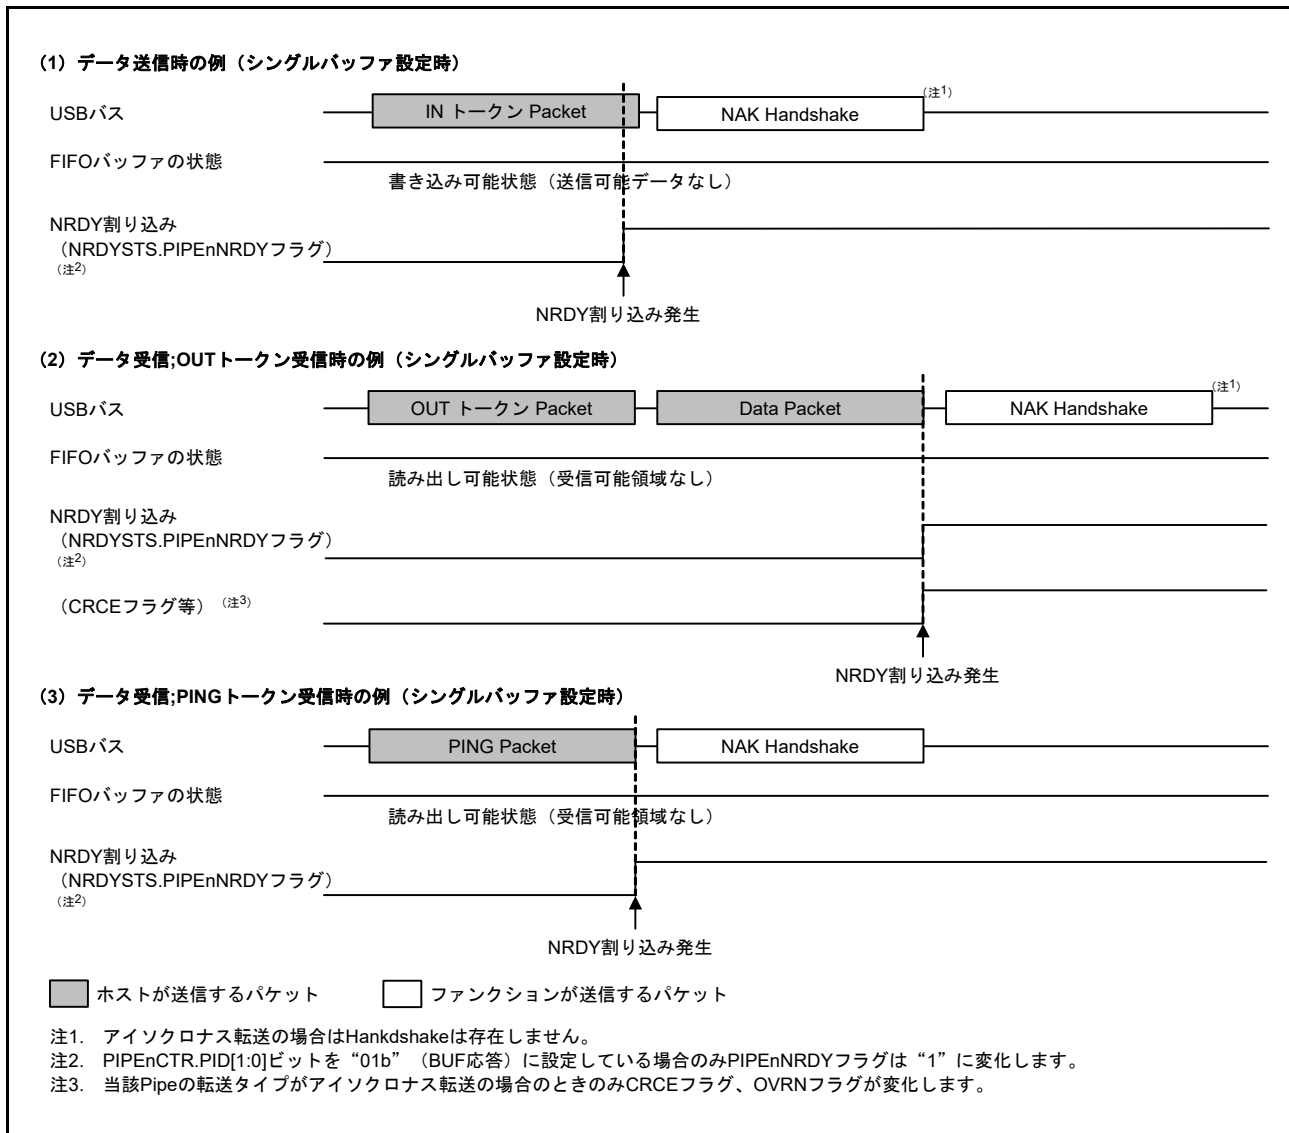 (1) データ送信時の例（シングルバッファ設定時）
USBバス
IN トークン Packet
NAK Handshake
（注1）
FIFOバッファの状態
書き込み可能状態（送信可能データなし）
NRDY割り込み
（NRDYSTS.PIPEnNRDYフラグ）
（注2）
NRDY割り込み発生
(2) データ受信;OUTトークン受信時の例（シングルバッファ設定時）
USBバス
OUT トークン Packet
Data Packet
NAK Handshake
（注1）
FIFOバッファの状態
読み出し可能状態（受信可能領域なし）
NRDY割り込み
（NRDYSTS.PIPEnNRDYフラグ）
（注2）
（CRCEフラグ等）（注3）
NRDY割り込み発生
(3) データ受信;PINGトークン受信時の例（シングルバッファ設定時）
USBバス
PING Packet
NAK Handshake
FIFOバッファの状態
読み出し可能状態（受信可能領域なし）
NRDY割り込み
（NRDYSTS.PIPEnNRDYフラグ）
（注2）
NRDY割り込み発生
ホストが送信するパケット
ファンクションが送信するパケット
注1. アイソクロナス転送の場合はHankdshakeは存在しません。
注2. PIPEnCTR.PID[1:0]ビットを“01b”（BUF応答）に設定している場合のみPIPEnNRDYフラグは“1”に変化します。
注3. 当該Pipeの転送タイプがアイソクロナス転送の場合のときのみCRCEフラグ、OVRNフラグが変化します。